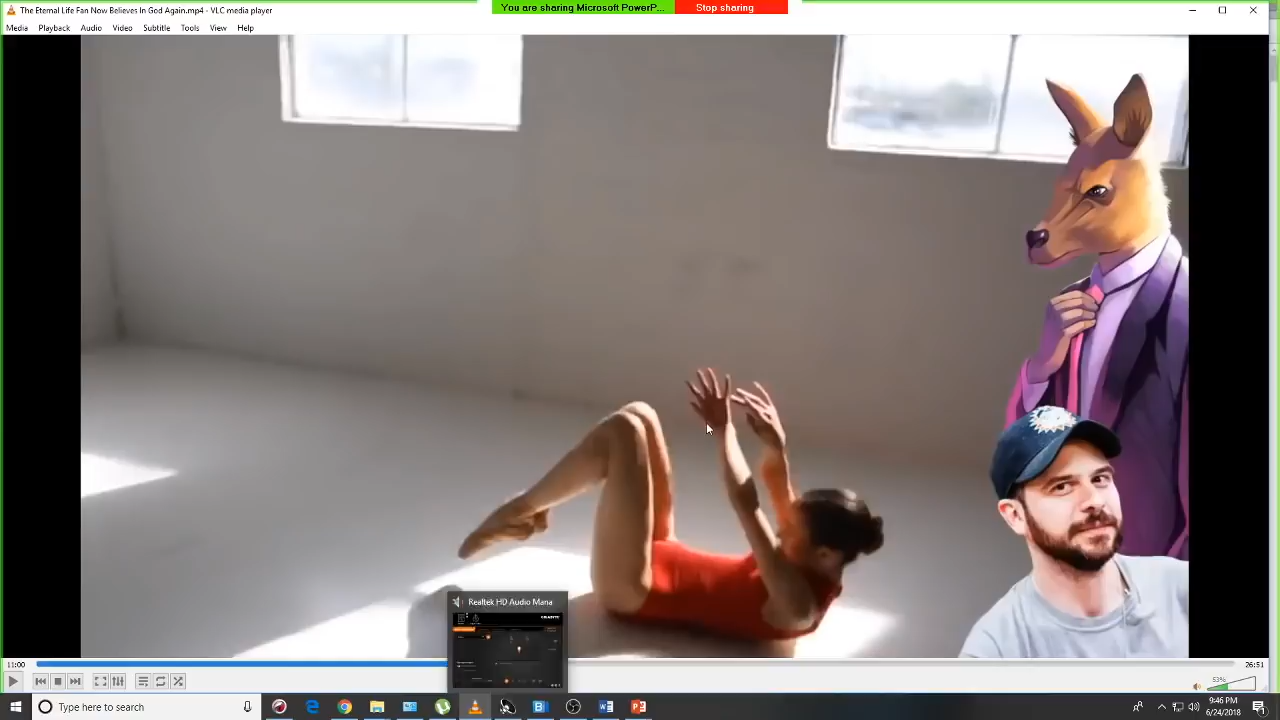 The Eternal Life Fan Now Believes In God Again.mp4 - VLC media player
You are sharing Microsoft PowerP...
Stop sharing
Media Playback Audio Video Subtitle Tools View Help
Realtek HD Audio Mana
GIGABYTE
11:00
26:51
53%
Type here to search
9:46 PM
6/24/2018